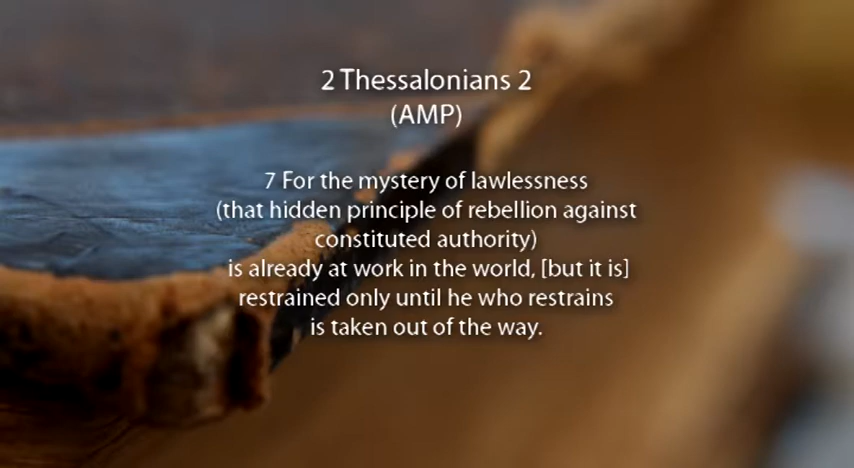 2 Thessalonians 2
(AMP)
7 For the mystery of lawlessness
(that hidden principle of rebellion against
constituted authority)
is already at work in the world, [but it is]
restrained only until he who restrains
is taken out of the way.